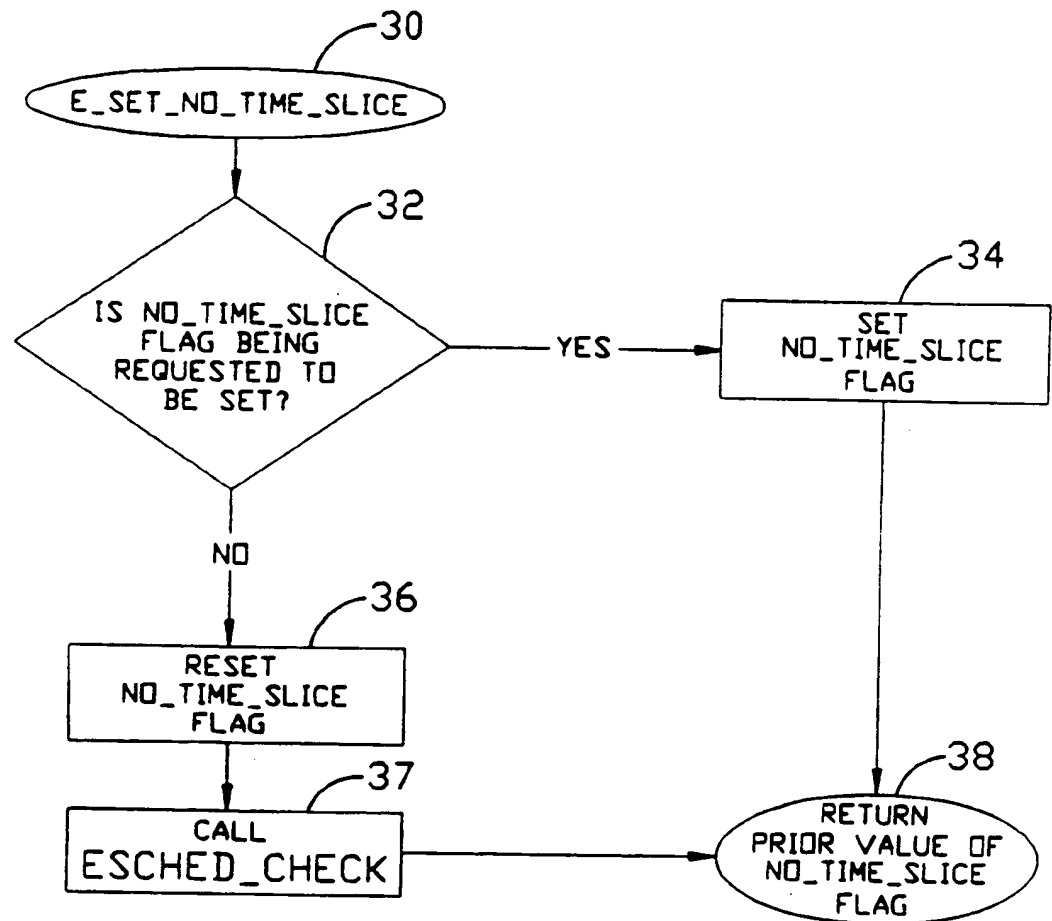 30
E_SET_NO_TIME_SLICE
32
IS NO_TIME_SLICE
FLAG BEING
REQUESTED TO
BE SET?
YES
34
SET
NO_TIME_SLICE
FLAG
NO
36
RESET
NO_TIME_SLICE
FLAG
37
CALL
ESCHED_CHECK
38
RETURN
PRIOR VALUE OF
NO_TIME_SLICE
FLAG